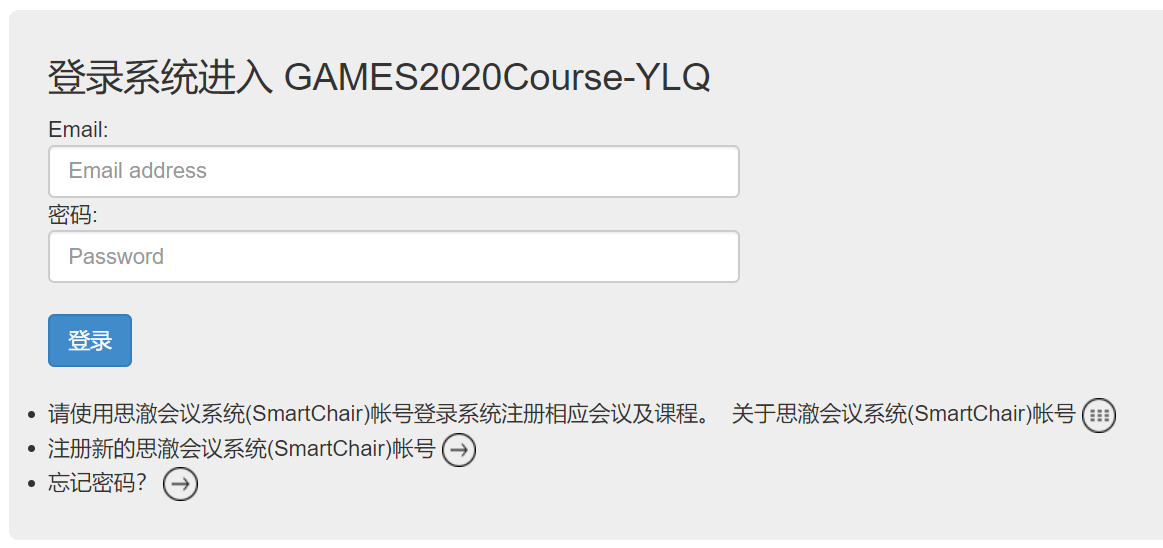 登录系统进入 GAMES2020Course-YLQ
Email:
Email address
密码:
Password
登录
请使用思澈会议系统(SmartChair)帐号登录系统注册相应会议及课程。 关于思澈会议系统(SmartChair)帐号
注册新的思澈会议系统(SmartChair)帐号
忘记密码？